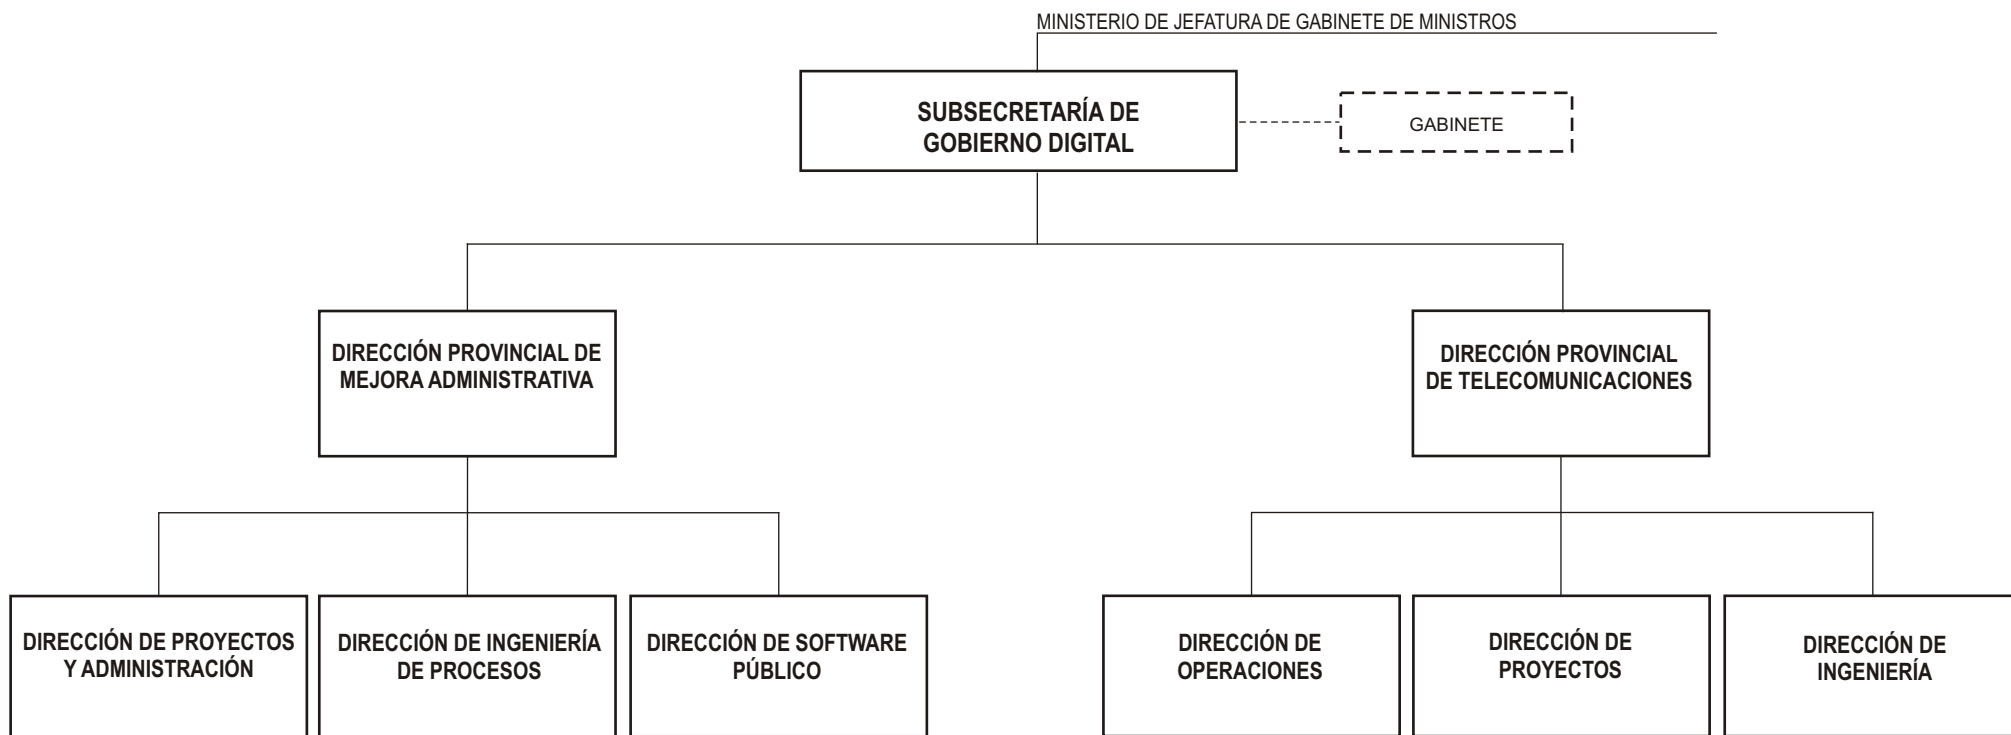 MINISTERIO DE JEFATURA DE GABINETE DE MINISTROS
SUBSECRETARÍA DE
GOBIERNO DIGITAL
GABINETE
DIRECCIÓN PROVINCIAL DE
MEJORA ADMINISTRATIVA
DIRECCIÓN PROVINCIAL
DE TELECOMUNICACIONES
DIRECCIÓN DE PROYECTOS
Y ADMINISTRACIÓN
DIRECCIÓN DE INGENIERÍA
DE PROCESOS
DIRECCIÓN DE SOFTWARE
PÚBLICO
DIRECCIÓN DE
OPERACIONES
DIRECCIÓN DE
PROYECTOS
DIRECCIÓN DE
INGENIERÍA